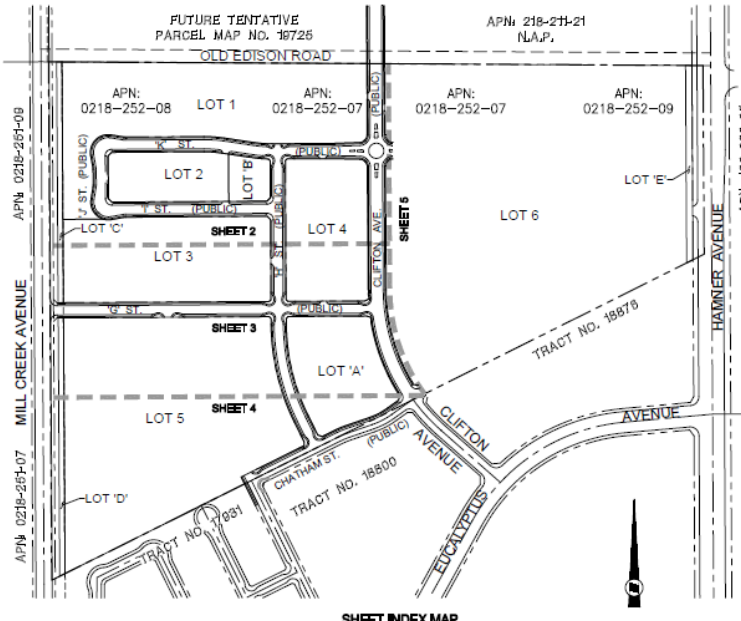 FUTURE TENTATIVE
PARCEL MAP NO. 19725
APN: 218-211-21
N.A.P.
OLD EDISON ROAD
APN:
0218-252-08
LOT 1
APN:
0218-252-07
(PUBLIC)
APN:
0218-252-07
APN:
0218-252-09
APN: 0218-251-09
'K' ST.
(PUBLIC)
'J' ST. (PUBLIC)
LOT 2
LOT 'B'
LOT 'E'
'I' ST.
(PUBLIC)
(PUBLIC)
'H' ST.
LOT 4
CLIFTON AVE.
SHEET 5
LOT 6
LOT 'C'
SHEET 2
LOT 3
HAMNER AVENUE
'G' ST.
(PUBLIC)
SHEET 3
MILL CREEK AVENUE
LOT 'A'
TRACT NO. 18876
LOT 5
SHEET 4
CLIFTON
AVENUE
AVENUE
EUCALYPTUS
CHATHAM ST.
(PUBLIC)
TRACT NO. 18800
LOT 'D'
TRACT NO. 17931
APN: 0218-251-07
SHEET INDEX MAP